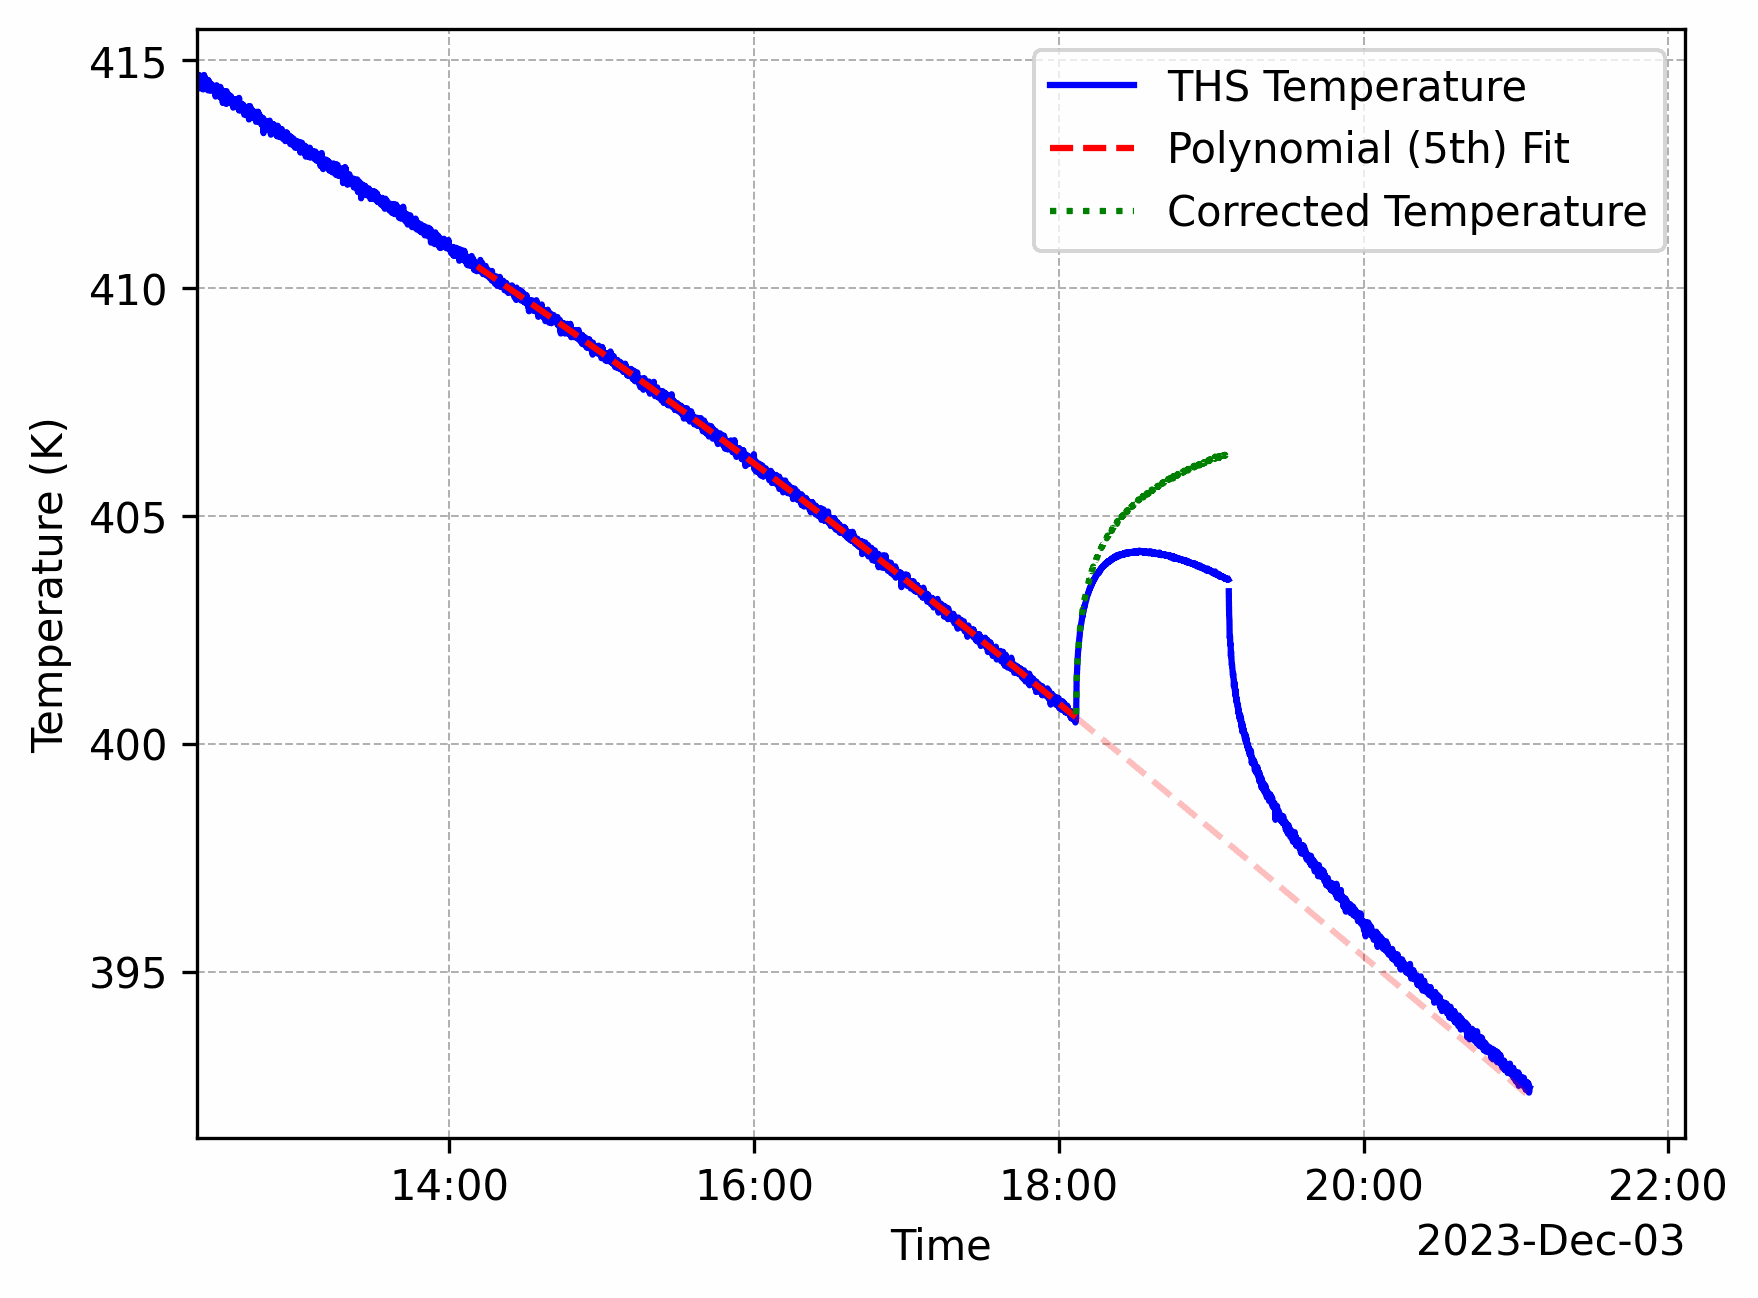 THS Temperature
Polynomial (5th) Fit
Corrected Temperature
415
410
405
400
395
Temperature (K)
14:00 16:00 18:00 20:00 22:00
Time
2023-Dec-03